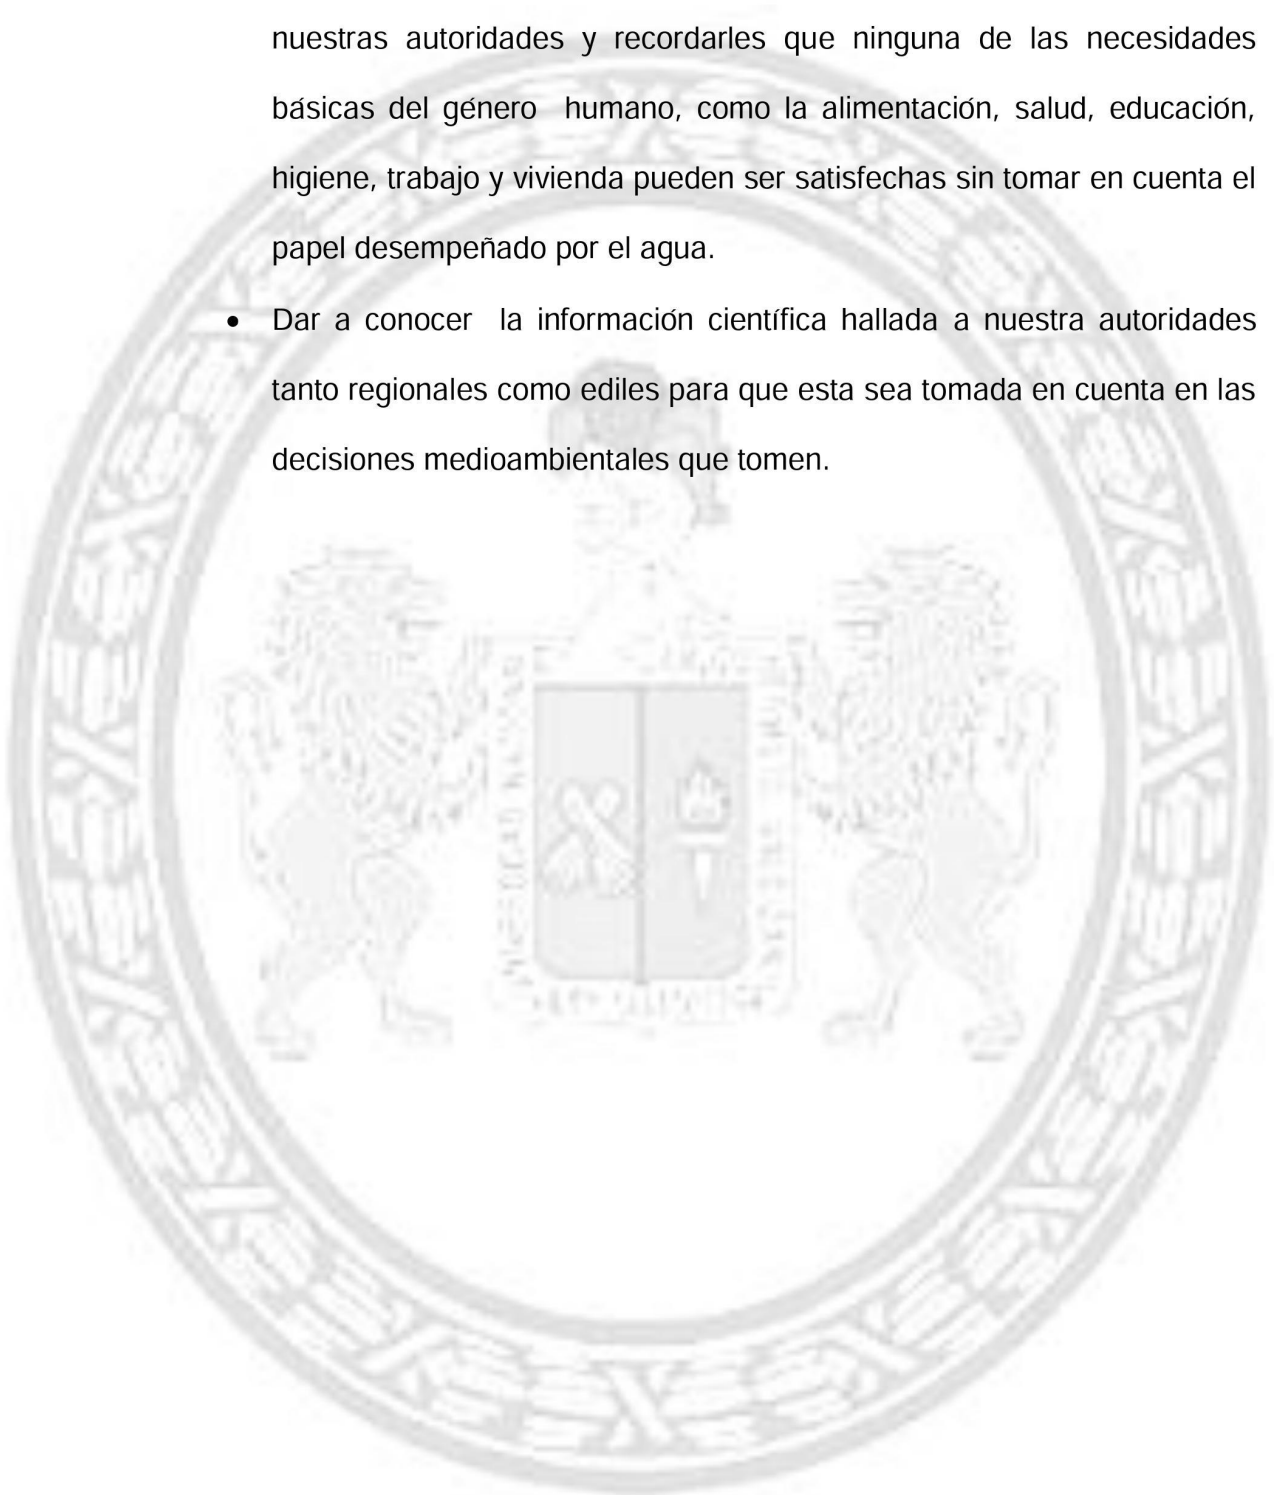 nuestras autoridades y recordarles que ninguna de las necesidades
básicas del género humano, como la alimentación, salud, educación,
higiene, trabajo y vivienda pueden ser satisfechas sin tomar en cuenta el
papel desempeñado por el agua.
• Dar a conocer la información científica hallada a nuestra autoridades
tanto regionales como ediles para que esta sea tomada en cuenta en las
decisiones medioambientales que tomen.